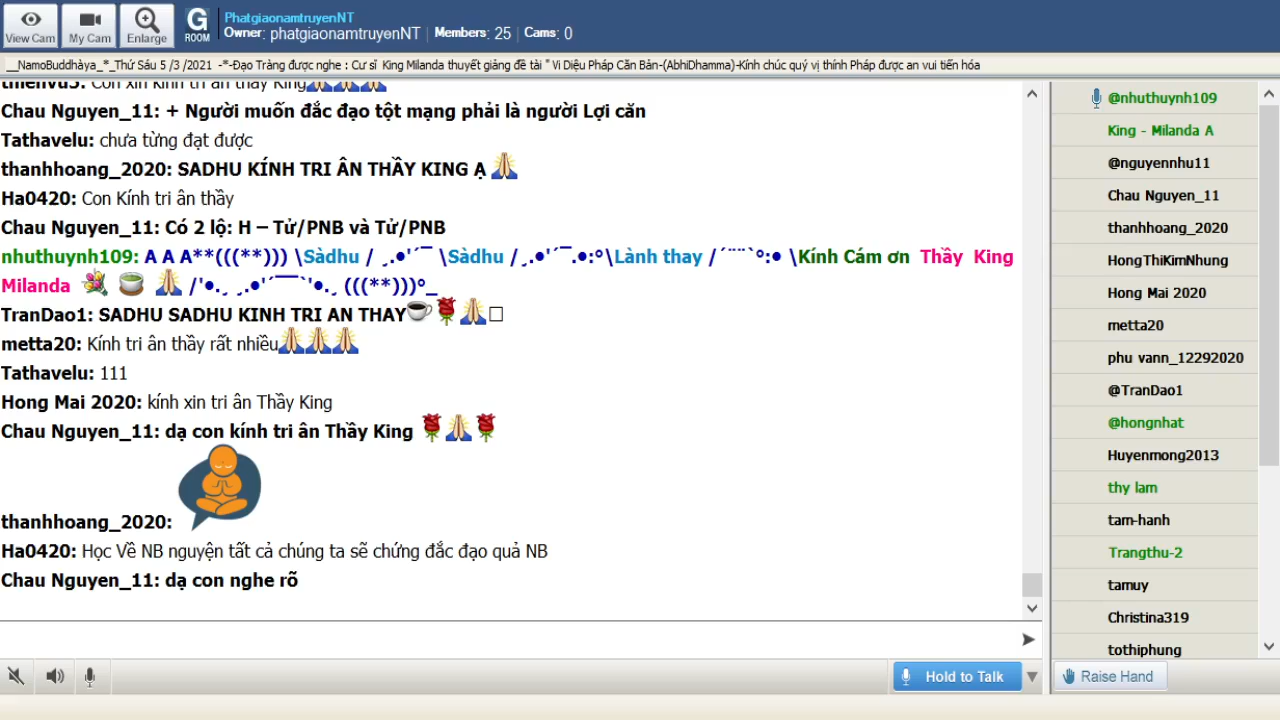 View Cam
My Cam
Enlarge
G
ROOM
PhatgiaonamtruyenNT
Owner: phatgiaonamtruyenNT | Members: 25 | Cams: 0
__NamoBuddhàya_*_Thứ Sáu 5 /3 /2021 -*-Đạo Tràng được nghe : Cư sĩ King Milanda thuyết giảng đề tài " Vi Diệu Pháp Căn Bản-(AbhiDhamma)-Kính chúc quý vị thính Pháp được an vui tiến hóa
thienvu5: Con xin kính tri ân thầy King
Chau Nguyen_11: + Người muốn đắc đạo tột mạng phải là người Lợi căn
Tathavelu: chưa từng đạt được
thanhhoang_2020: SADHU KÍNH TRI ÂN THẦY KING Ạ
Ha0420: Con Kính tri ân thầy
Chau Nguyen_11: Có 2 lộ: H – Tử/PNB và Tử/PNB
nhuthuynh109: A A A**(((**))) \Sàdhu / ¸.•'´¯ \Sàdhu /¸.•'´¯.•:°\Lành thay /´¨¨`°:• \Kính Cám ơn Thầy King
Milanda /'•.¸ ¸.•'´¯¯`'•.¸ (((**)))°_
TranDao1: SADHU SADHU KINH TRI AN THAY
metta20: Kính tri ân thầy rất nhiều
Tathavelu: 111
Hong Mai 2020: kính xin tri ân Thầy King
Chau Nguyen_11: dạ con kính tri ân Thầy King
thanhhoang_2020:
Ha0420: Học Về NB nguyện tất cả chúng ta sẽ chứng đắc đạo quả NB
Chau Nguyen_11: dạ con nghe rõ
Hold to Talk
@nhuthuynh109
King - Milanda A
@nguyennhu11
Chau Nguyen_11
thanhhoang_2020
HongThiKimNhung
Hong Mai 2020
metta20
phu vann_12292020
@TranDao1
@hongnhat
Huyenmong2013
thy lam
tam-hanh
Trangthu-2
tamuy
Christina319
tothiphung
Raise Hand